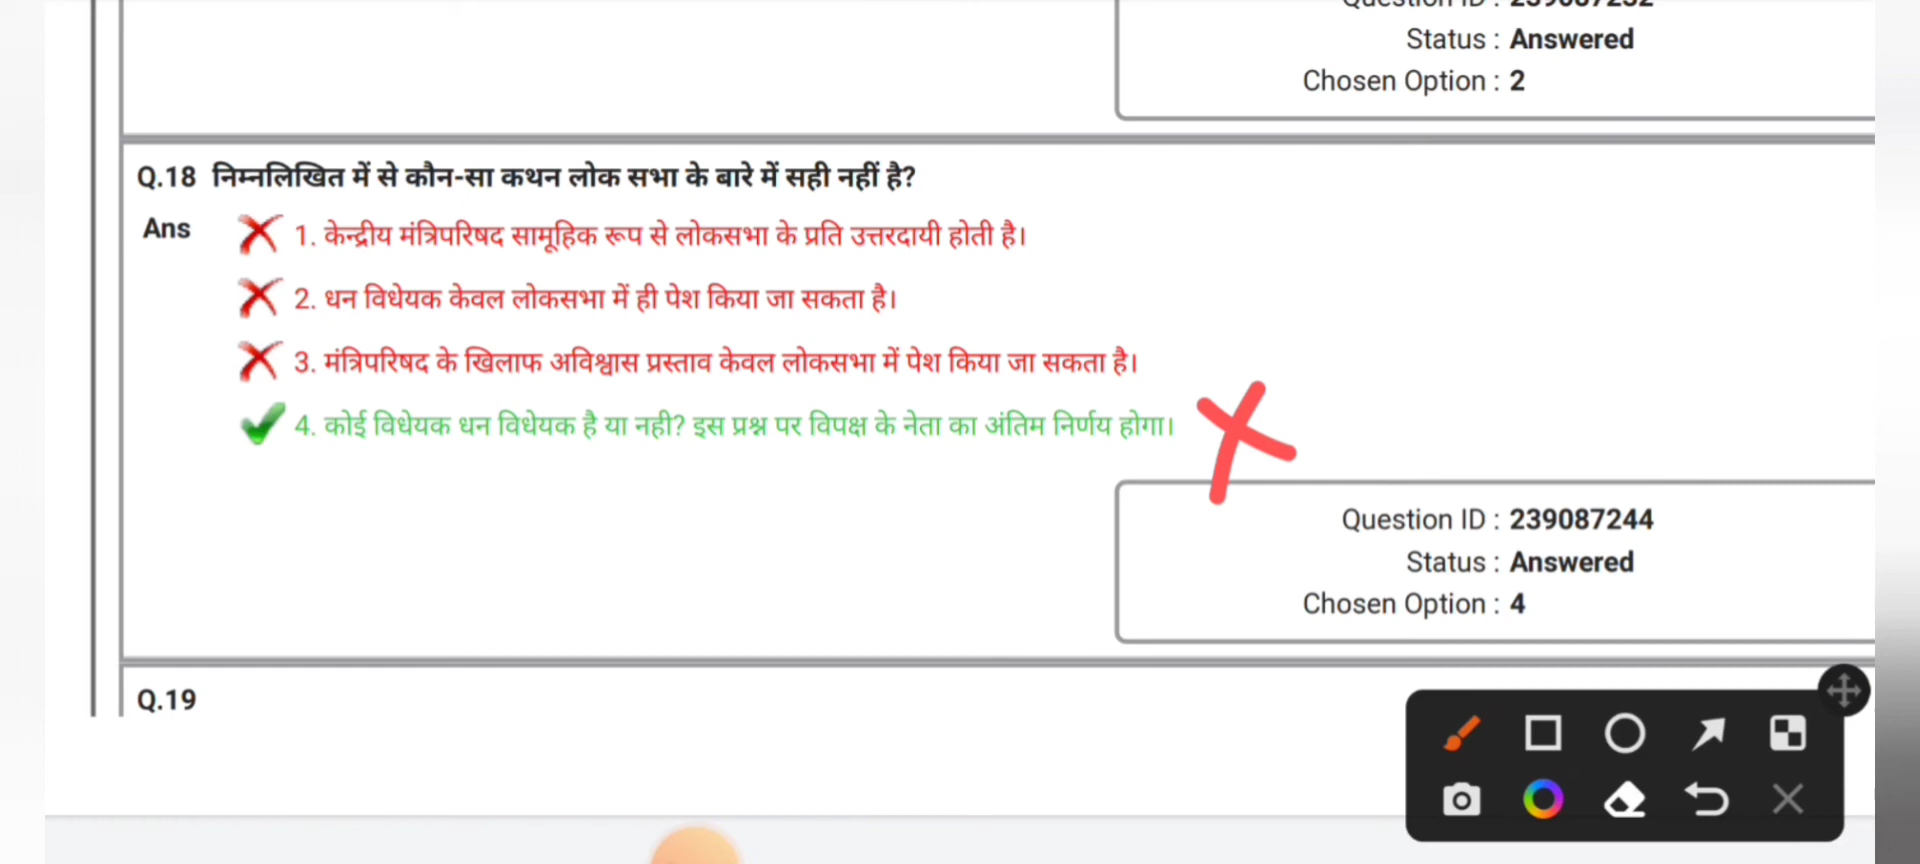 Status : Answered
Chosen Option : 2
Q.18 निम्नलिखित में से कौन-सा कथन लोक सभा के बारे में सही नहीं है?
Ans 1. केन्द्रीय मंत्रिपरिषद सामूहिक रूप से लोकसभा के प्रति उत्तरदायी होती है।
2. धन विधेयक केवल लोकसभा में ही पेश किया जा सकता है।
3. मंत्रिपरिषद के खिलाफ अविश्वास प्रस्ताव केवल लोकसभा में पेश किया जा सकता है।
4. कोई विधेयक धन विधेयक है या नही? इस प्रश्न पर विपक्ष के नेता का अंतिम निर्णय होगा।
Question ID : 239087244
Status : Answered
Chosen Option : 4
Q.19